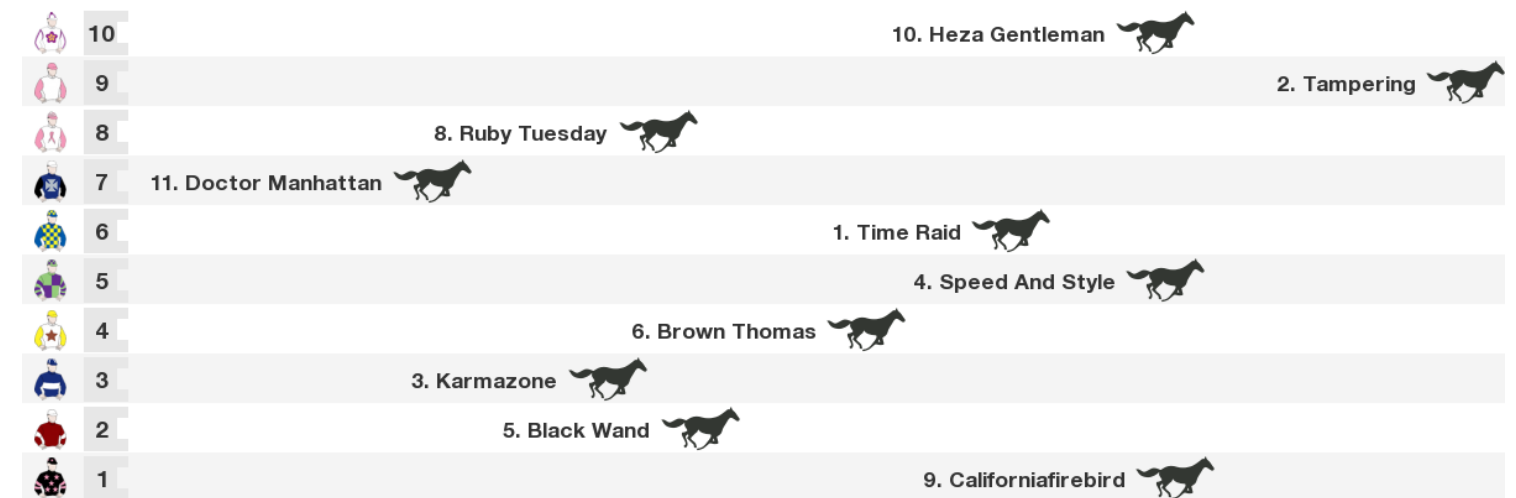 10 10. Heza Gentleman
9 2. Tampering
8 8. Ruby Tuesday
7 11. Doctor Manhattan
6 1. Time Raid
5 4. Speed And Style
4 6. Brown Thomas
3 3. Karmazone
2 5. Black Wand
1 9. Californiafirebird